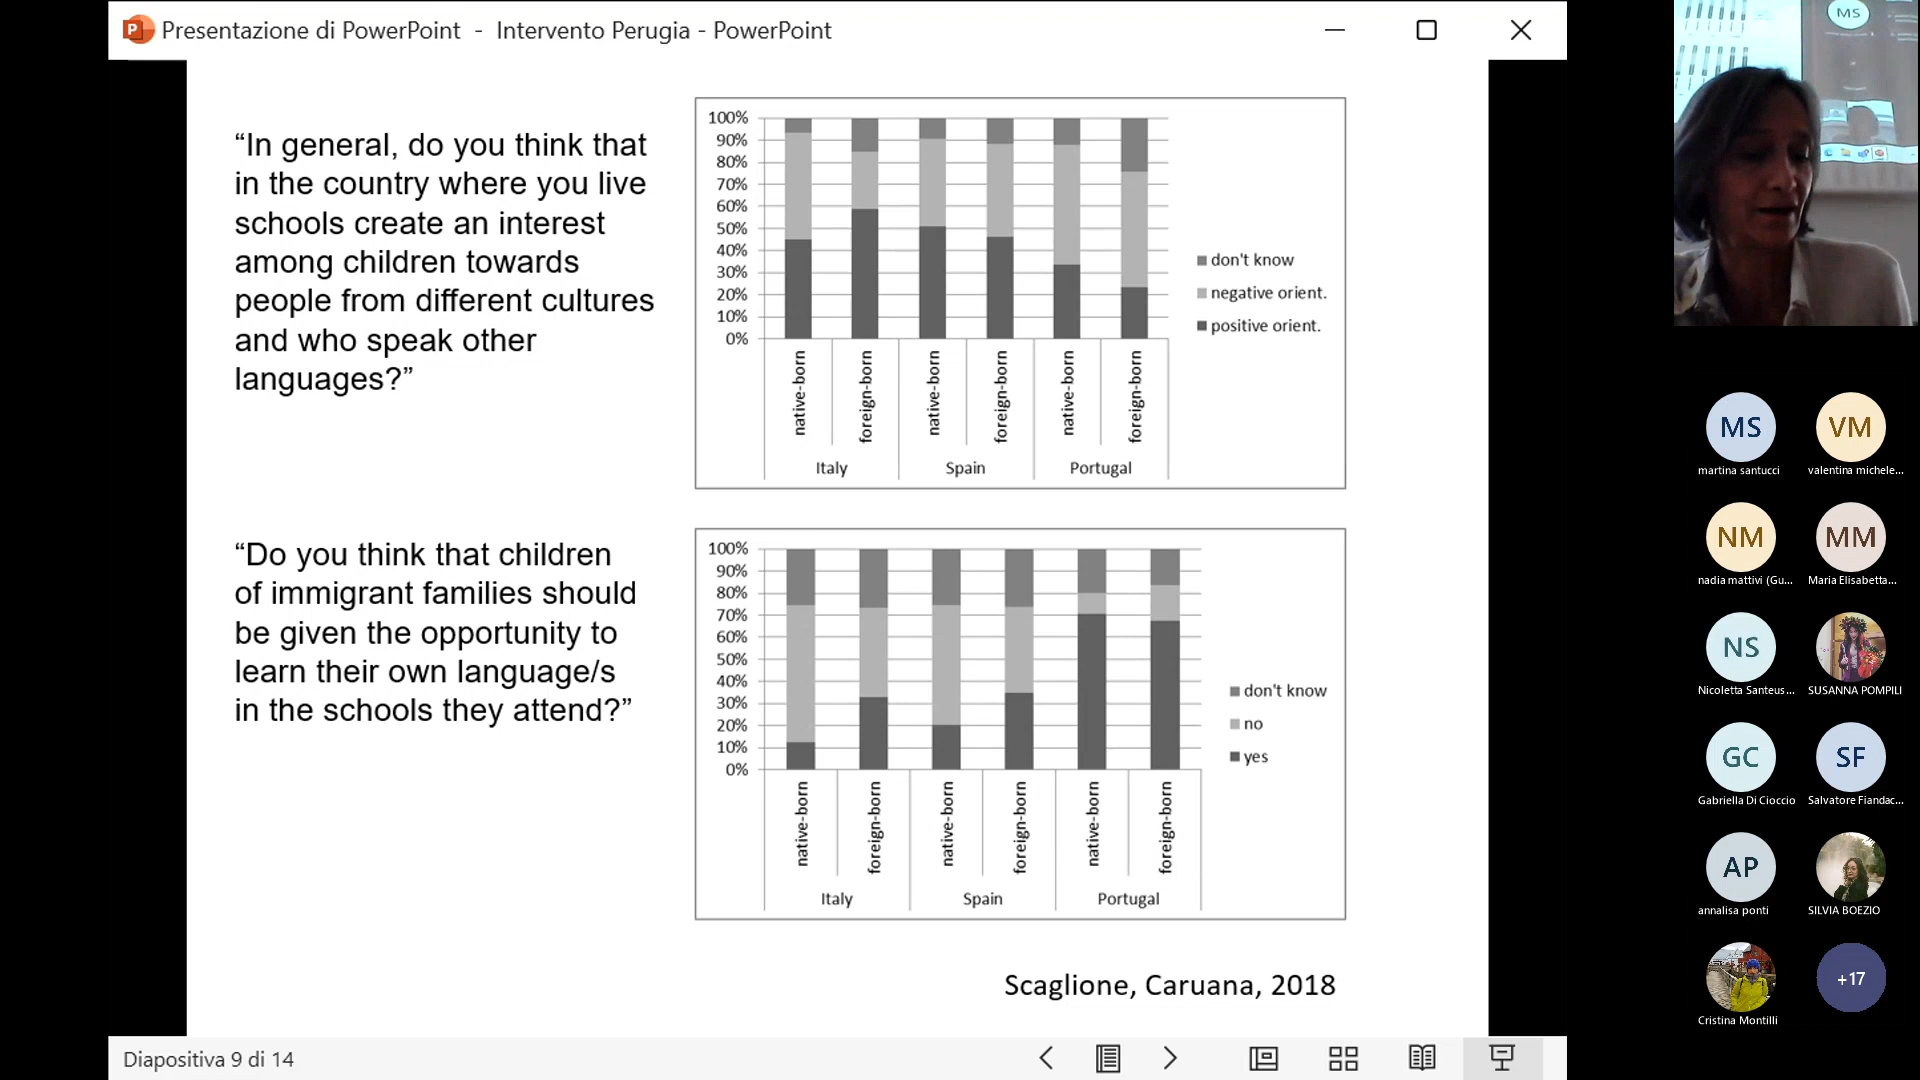 Presentazione di PowerPoint - Intervento Perugia - PowerPoint
“In general, do you think that
in the country where you live
schools create an interest
among children towards
people from different cultures
and who speak other
languages?”
100%
90%
80%
70%
60%
50%
40%
30%
20%
10%
0%
native-born
foreign-born
native-born
foreign-born
native-born
foreign-born
Italy
Spain
Portugal
don't know
negative orient.
positive orient.
“Do you think that children
of immigrant families should
be given the opportunity to
learn their own language/s
in the schools they attend?”
100%
90%
80%
70%
60%
50%
40%
30%
20%
10%
0%
native-born
foreign-born
native-born
foreign-born
native-born
foreign-born
Italy
Spain
Portugal
don't know
no
yes
Scaglione, Caruana, 2018
Diapositiva 9 di 14
MS
MS
martina santucci
VM
valentina michele...
NM
nadia mattivi (Gu...
MM
Maria Elisabetta...
NS
Nicoletta Santeus...
SUSANNA POMPILI
GC
Gabriella Di Cioccio
SF
Salvatore Fiandac...
AP
annalisa ponti
SILVIA BOEZIO
Cristina Montilli
+17